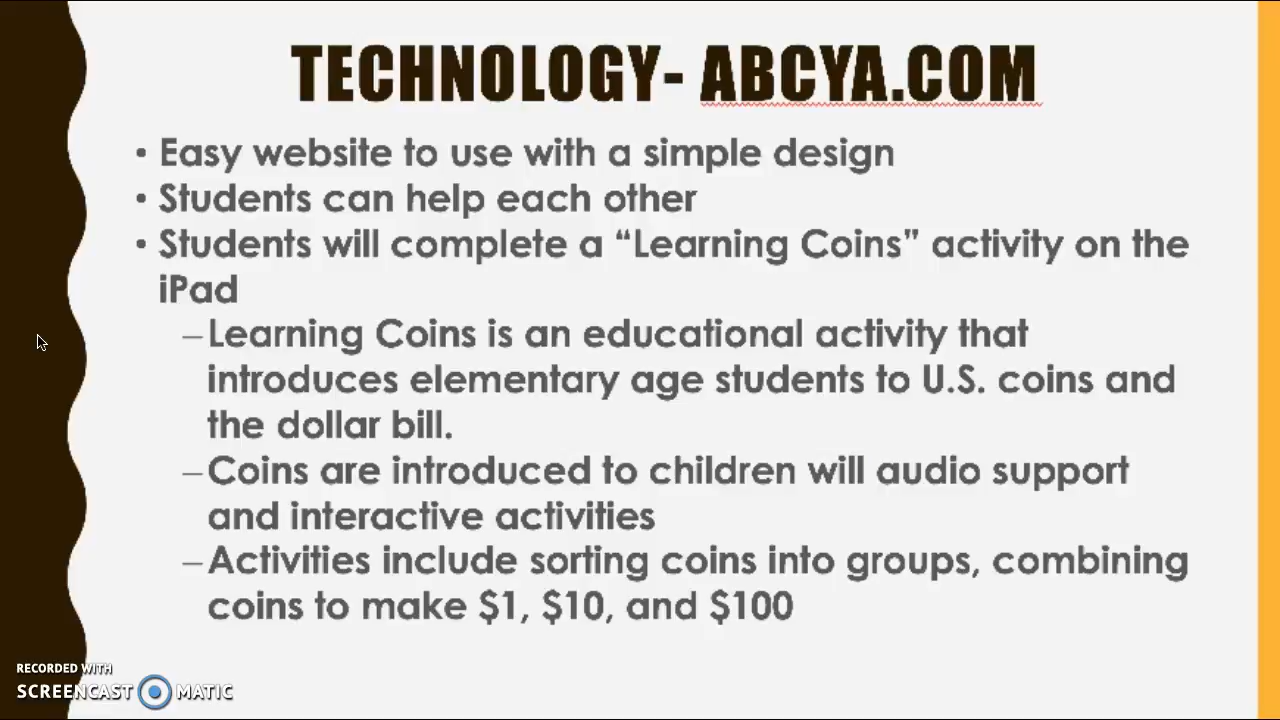 TECHNOLOGY- ABCYA.COM
• Easy website to use with a simple design
• Students can help each other
• Students will complete a “Learning Coins” activity on the
iPad
–Learning Coins is an educational activity that
introduces elementary age students to U.S. coins and
the dollar bill.
–Coins are introduced to children will audio support
and interactive activities
–Activities include sorting coins into groups, combining
coins to make $1, $10, and $100
RECORDED WITH
SCREENCAST MATIC